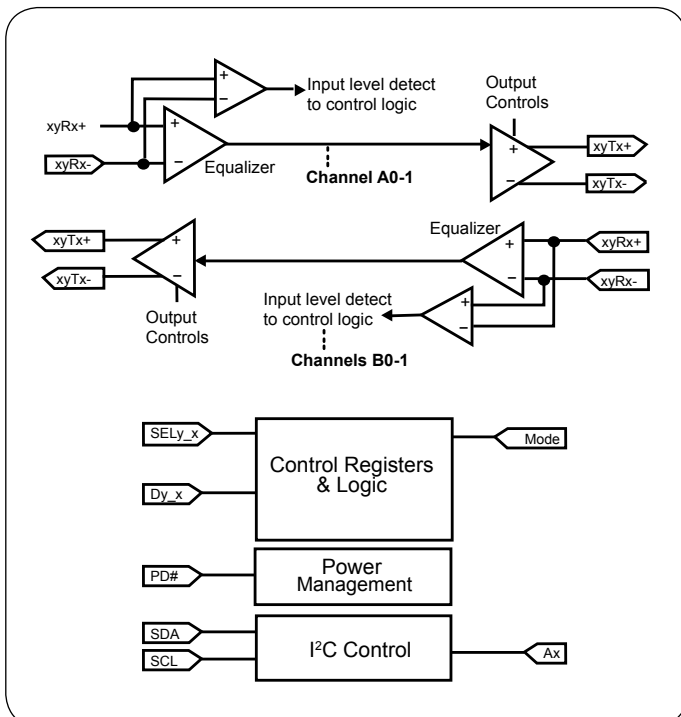 +
−
Input level detect
to control logic
Output
Controls
xyRx+
+
−
xyRx-
Equalizer
Channel A0-1
+
−
xyTx+
xyTx-
xyTx+
xyTx-
+
−
Output
Controls
Equalizer
+
−
xyRx+
xyRx-
Input level detect
to control logic
+
−
Channels B0-1
SELy_x
Dy_x
Control Registers
& Logic
Mode
PD#
Power
Management
SDA
SCL
I²C Control
Ax